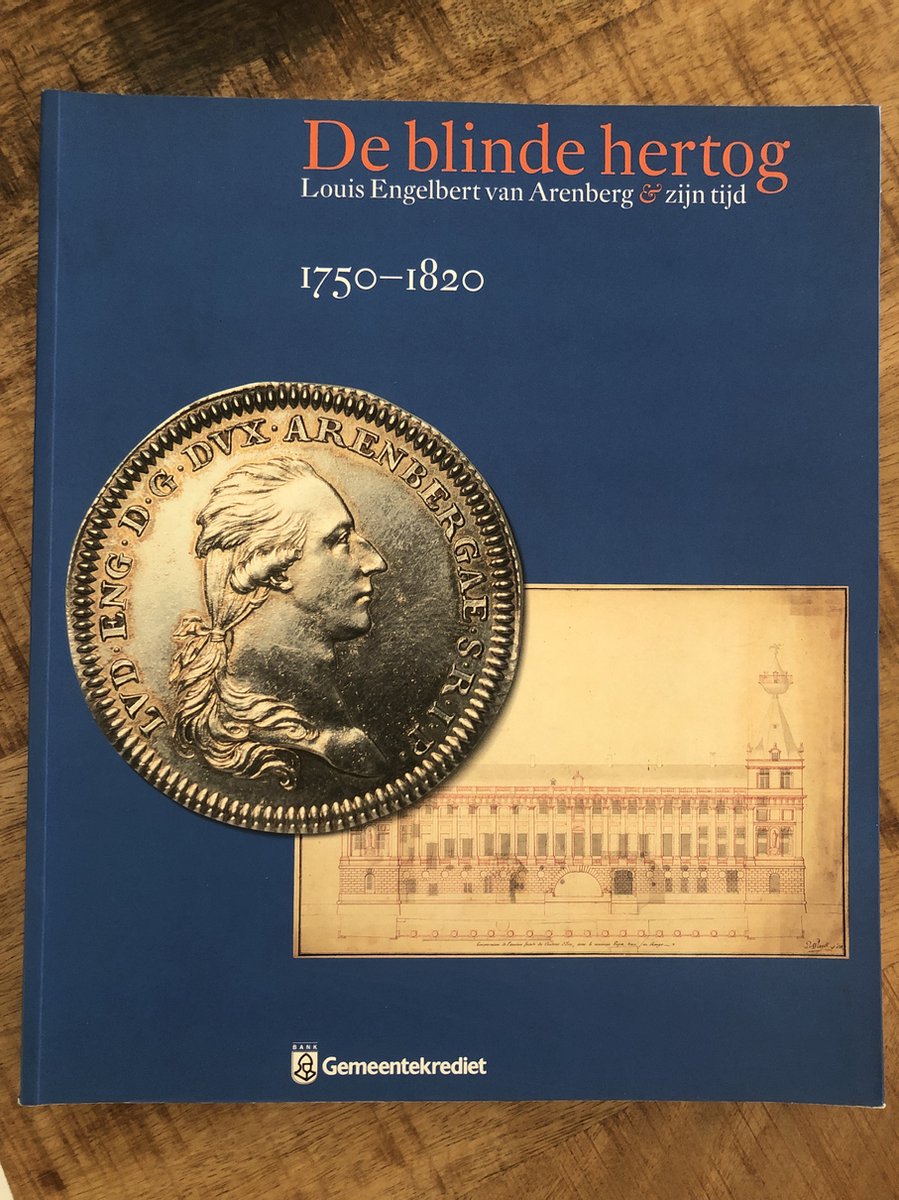 De blinde hertog
Louis Engelbert van Arenberg & zijn tijd
1750–1820
LVD·ENG·D·G·DVX·ARENBERGAE·S·R·I·P·
BANK
Gemeentekrediet